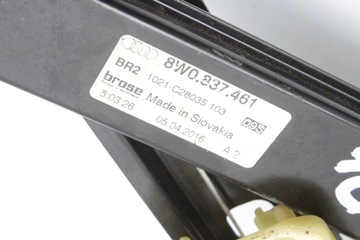 8W0.837.461
BR2 1021-C28035 103
brose Made in Slovakia
5:03:26 05.04.2016 A 2